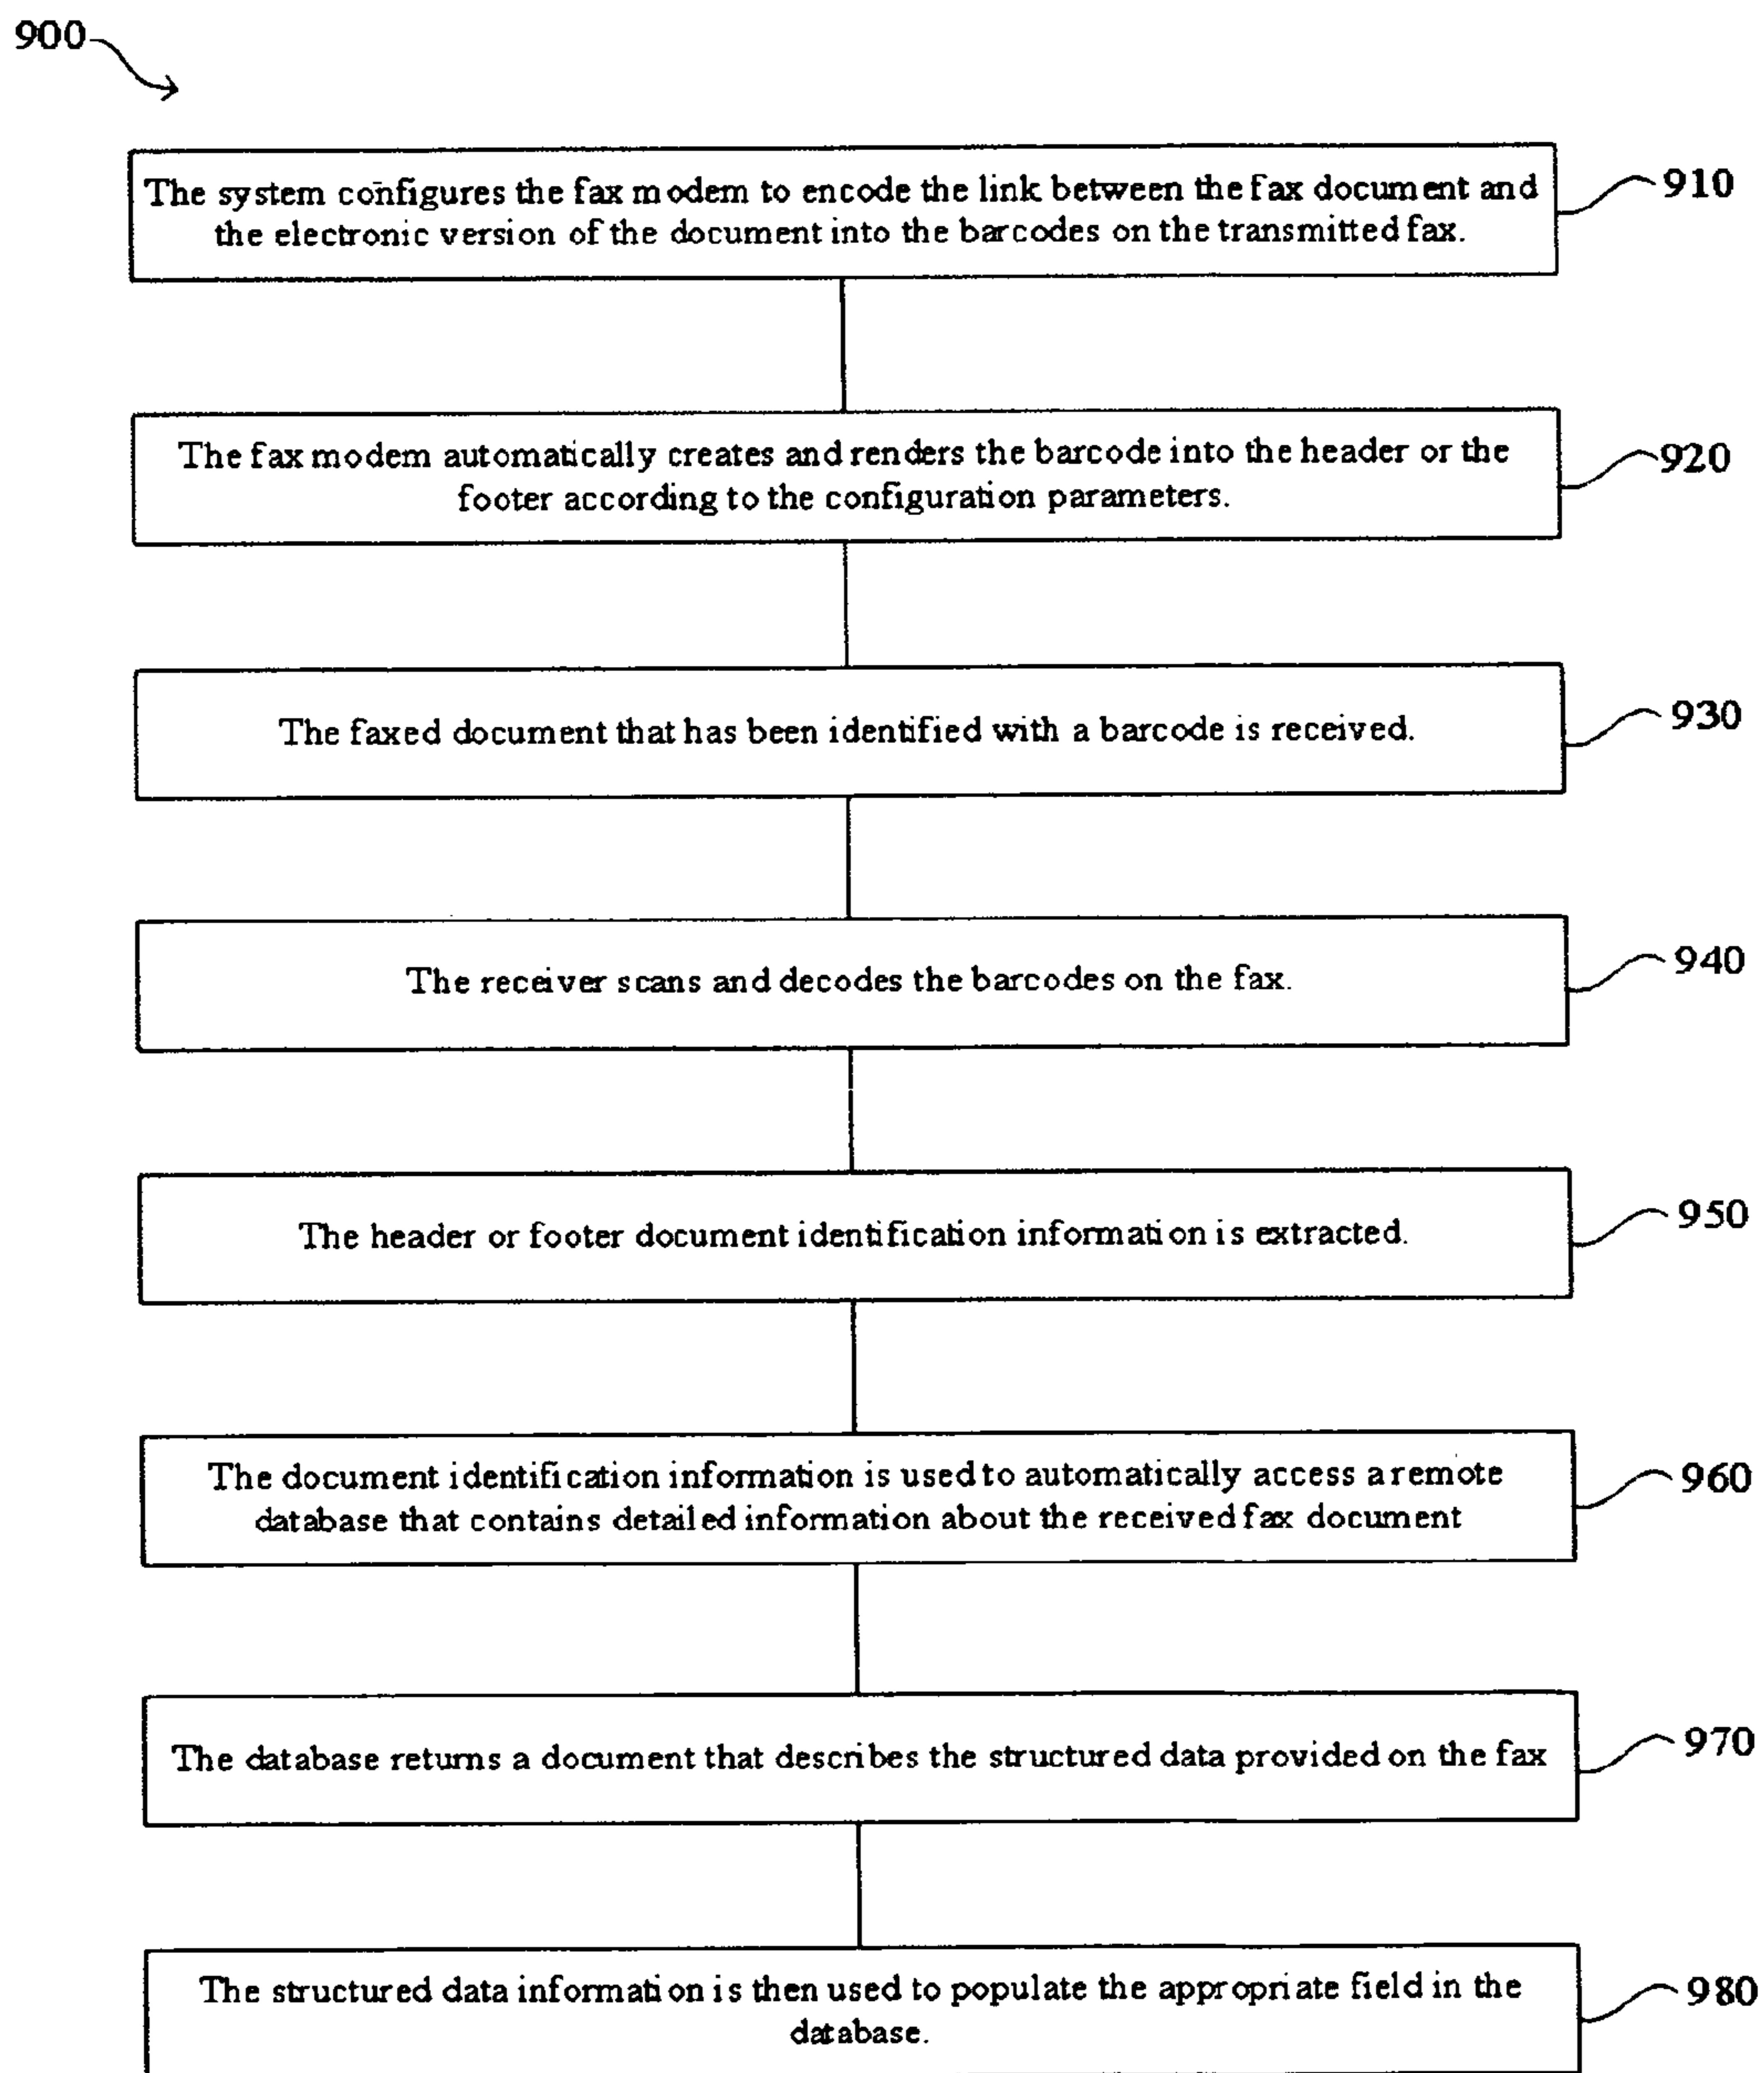 900
The system configures the fax modem to encode the link between the fax document and
the electronic version of the document into the barcodes on the transmitted fax.
910
The fax modem automatically creates and renders the barcode into the header or the
footer according to the configuration parameters.
920
The faxed document that has been identified with a barcode is received.
930
The receiver scans and decodes the barcodes on the fax.
940
The header or footer document identification information is extracted.
950
The document identification information is used to automatically access a remote
database that contains detailed information about the received fax document
960
The database returns a document that describes the structured data provided on the fax
970
The structured data information is then used to populate the appropriate field in the
database.
980